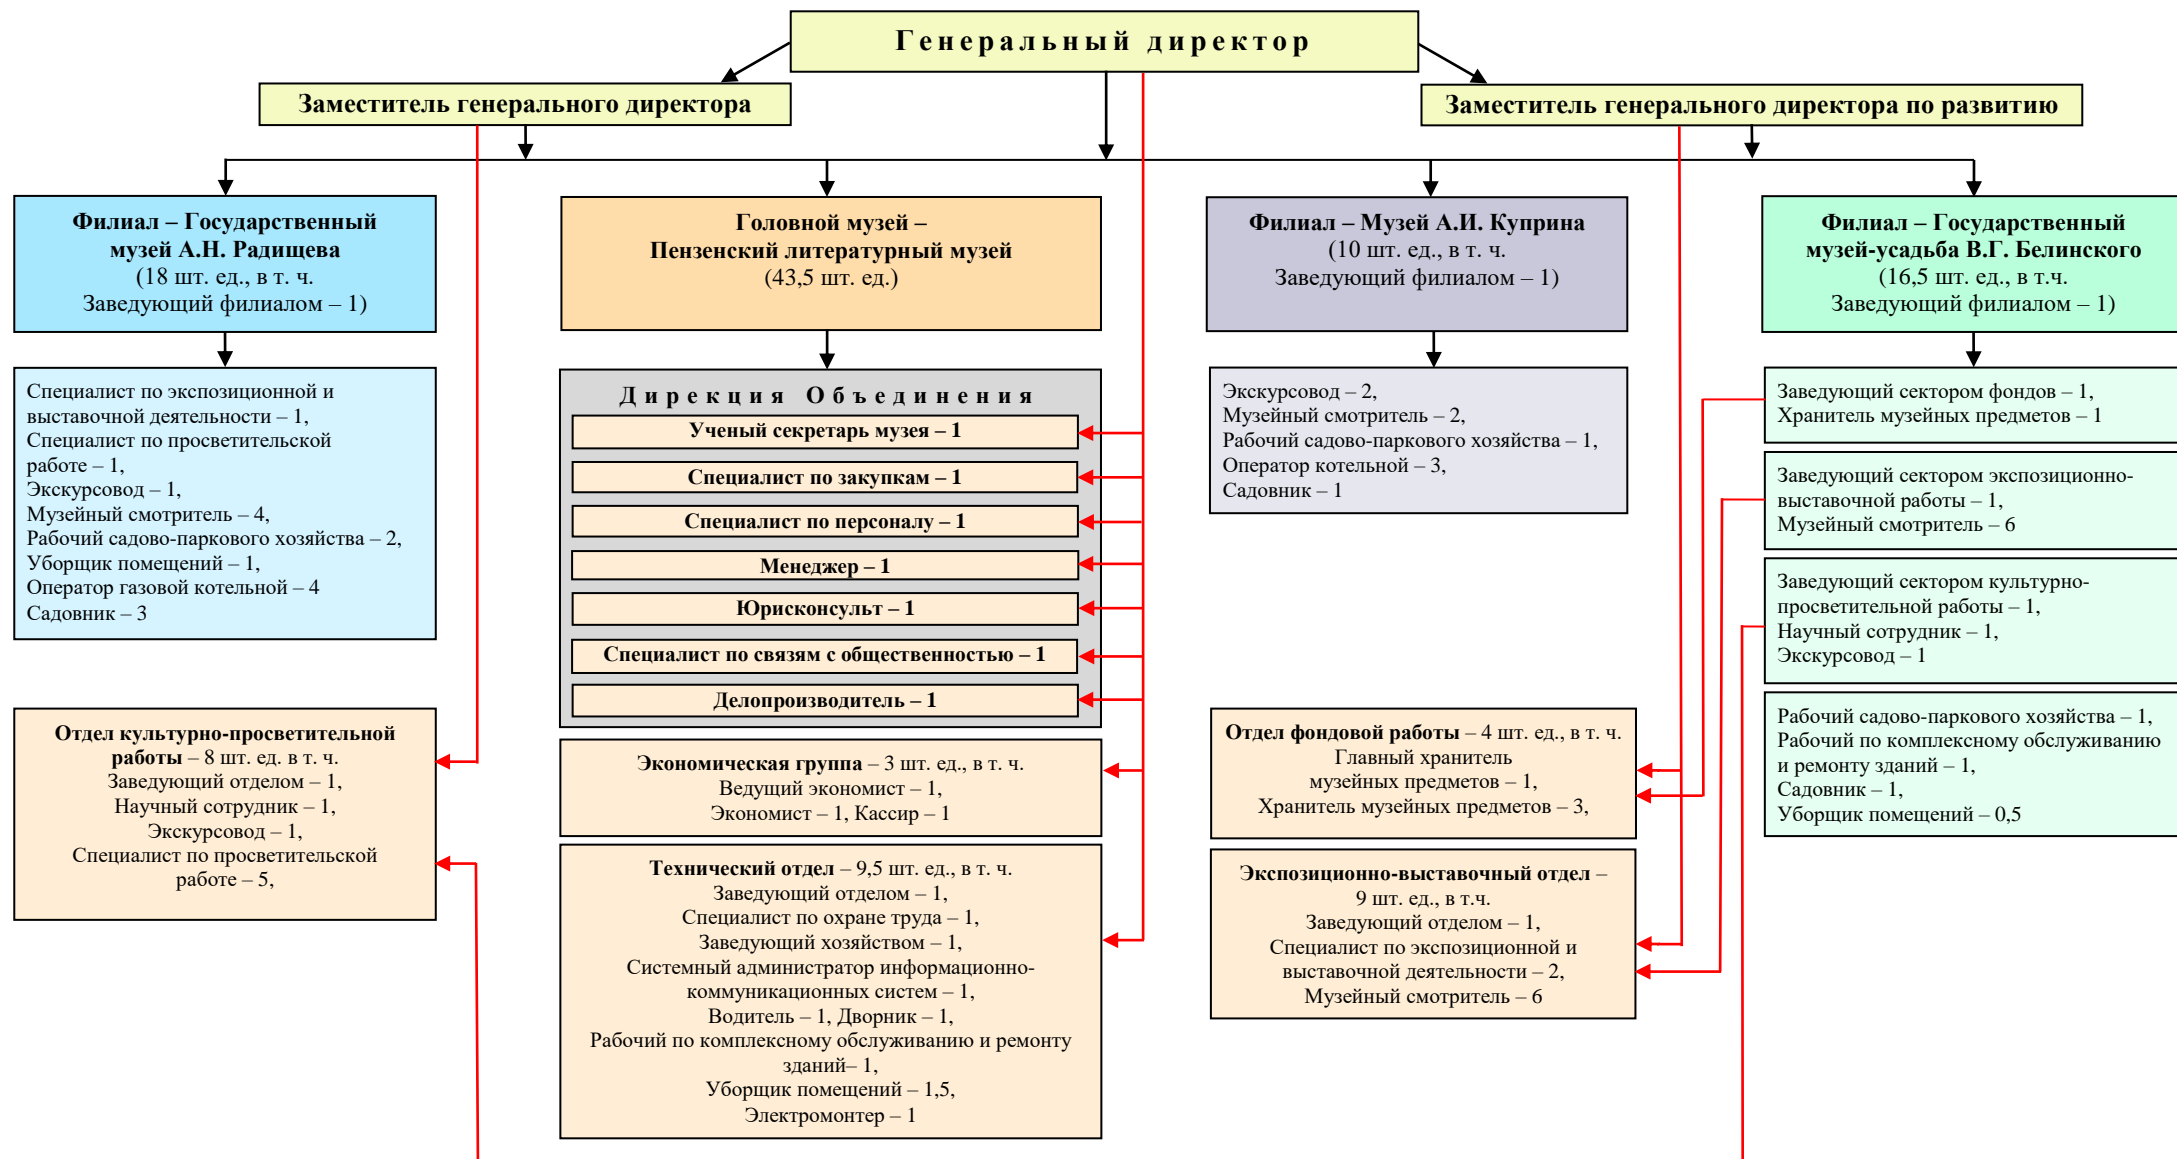 Генеральный директор
Заместитель генерального директора
Заместитель генерального директора по развитию
Филиал – Государственный
музей А.Н. Радищева
(18 шт. ед., в т. ч.
Заведующий филиалом – 1)
Головной музей –
Пензенский литературный музей
(43,5 шт. ед.)
Филиал – Музей А.И. Куприна
(10 шт. ед., в т. ч.
Заведующий филиалом – 1)
Филиал – Государственный
музей-усадьба В.Г. Белинского
(16,5 шт. ед., в т.ч.
Заведующий филиалом – 1)
Специалист по экспозиционной и
выставочной деятельности – 1,
Специалист по просветительской
работе – 1,
Экскурсовод – 1,
Музейный смотритель – 4,
Рабочий садово-паркового хозяйства – 2,
Уборщик помещений – 1,
Оператор газовой котельной – 4
Садовник – 3
Дирекция Объединения
Ученый секретарь музея – 1
Специалист по закупкам – 1
Специалист по персоналу – 1
Менеджер – 1
Юрисконсульт – 1
Специалист по связям с общественностью – 1
Делопроизводитель – 1
Экскурсовод – 2,
Музейный смотритель – 2,
Рабочий садово-паркового хозяйства – 1,
Оператор котельной – 3,
Садовник – 1
Заведующий сектором фондов – 1,
Хранитель музейных предметов – 1
Заведующий сектором экспозиционно-
выставочной работы – 1,
Музейный смотритель – 6
Заведующий сектором культурно-
просветительной работы – 1,
Научный сотрудник – 1,
Экскурсовод – 1
Рабочий садово-паркового хозяйства – 1,
Рабочий по комплексному обслуживанию
и ремонту зданий – 1,
Садовник – 1,
Уборщик помещений – 0,5
Отдел культурно-просветительной
работы – 8 шт. ед. в т. ч.
Заведующий отделом – 1,
Научный сотрудник – 1,
Экскурсовод – 1,
Специалист по просветительской
работе – 5,
Экономическая группа – 3 шт. ед., в т. ч.
Ведущий экономист – 1,
Экономист – 1, Кассир – 1
Технический отдел – 9,5 шт. ед., в т. ч.
Заведующий отделом – 1,
Специалист по охране труда – 1,
Заведующий хозяйством – 1,
Системный администратор информационно-
коммуникационных систем – 1,
Водитель – 1, Дворник – 1,
Рабочий по комплексному обслуживанию и ремонту
зданий– 1,
Уборщик помещений – 1,5,
Электромонтер – 1
Отдел фондовой работы – 4 шт. ед., в т. ч.
Главный хранитель
музейных предметов – 1,
Хранитель музейных предметов – 3,
Экспозиционно-выставочный отдел –
9 шт. ед., в т.ч.
Заведующий отделом – 1,
Специалист по экспозиционной и
выставочной деятельности – 2,
Музейный смотритель – 6